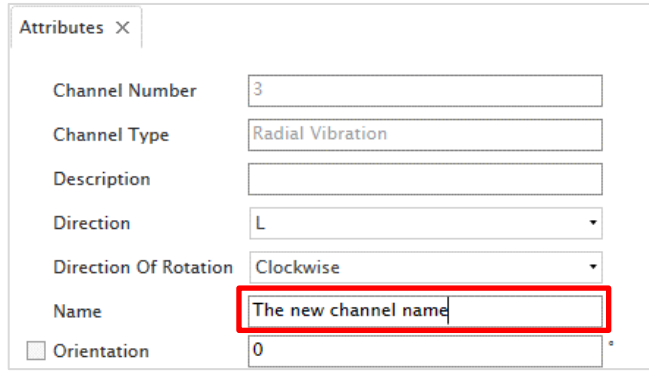 Attributes ×
Channel Number 3
Channel Type Radial Vibration
Description
Direction L
Direction Of Rotation Clockwise
Name The new channel name
Orientation 0 °